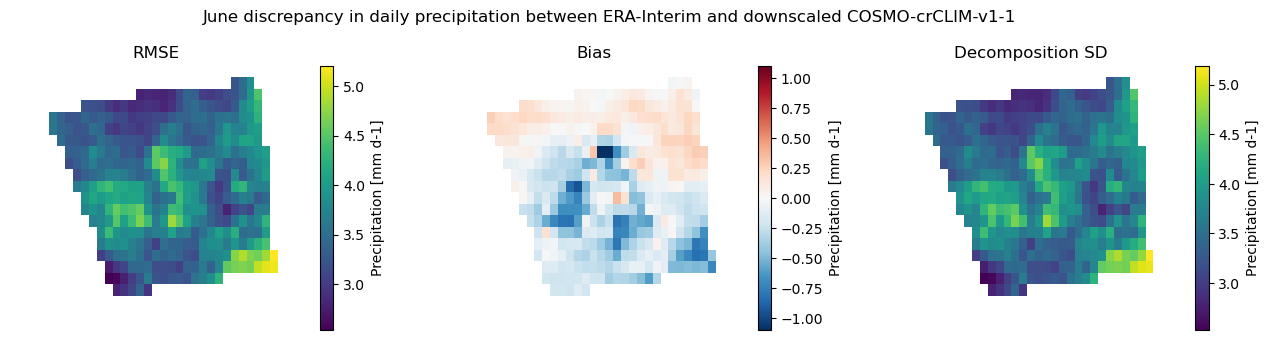 June discrepancy in daily precipitation between ERA-Interim and downscaled COSMO-crCLIM-v1-1
RMSE
5.0
4.5
4.0
3.5
3.0
Precipitation [mm d-1]
Bias
1.00
0.75
0.50
0.25
0.00
−0.25
−0.50
−0.75
−1.00
Precipitation [mm d-1]
Decomposition SD
5.0
4.5
4.0
3.5
3.0
Precipitation [mm d-1]